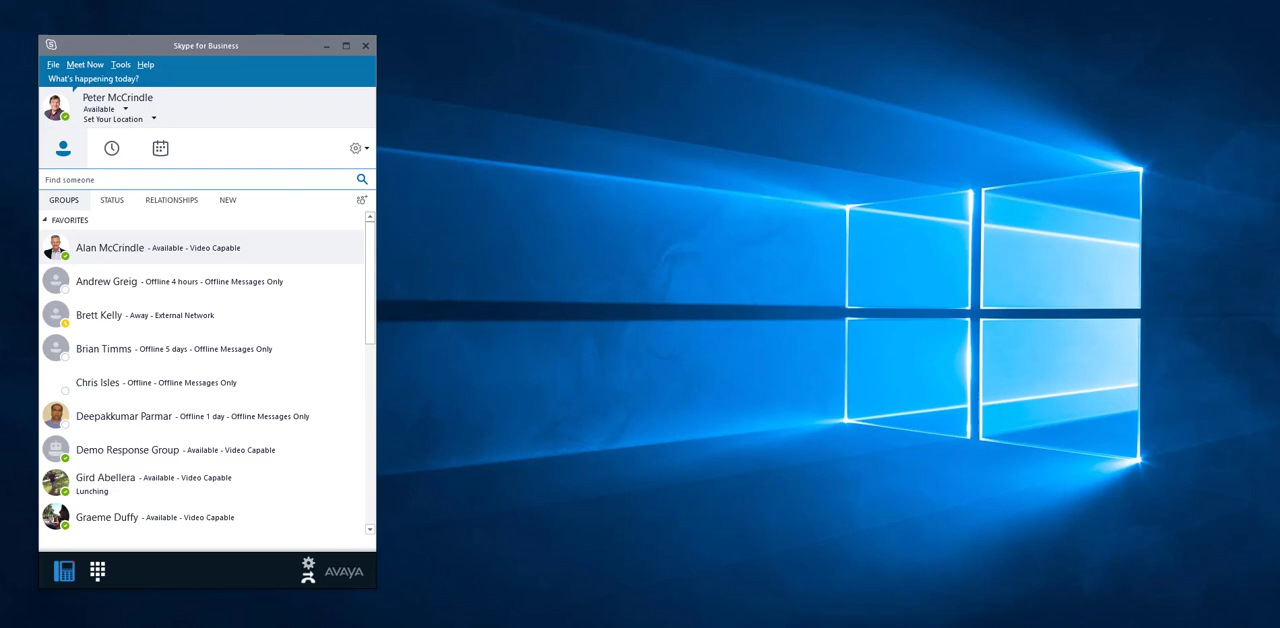 Skype for Business
File Meet Now Tools Help
What's happening today?
Peter McCrindle
Available
Set Your Location
Find someone
GROUPS STATUS RELATIONSHIPS NEW
FAVORITES
Alan McCrindle - Available - Video Capable
Andrew Greig - Offline 4 hours - Offline Messages Only
Brett Kelly - Away - External Network
Brian Timms - Offline 5 days - Offline Messages Only
Chris Isles - Offline - Offline Messages Only
Deepakkumar Parmar - Offline 1 day - Offline Messages Only
Demo Response Group - Available - Video Capable
Gird Abellera - Available - Video Capable
Lunching
Graeme Duffy - Available - Video Capable
AVAYA